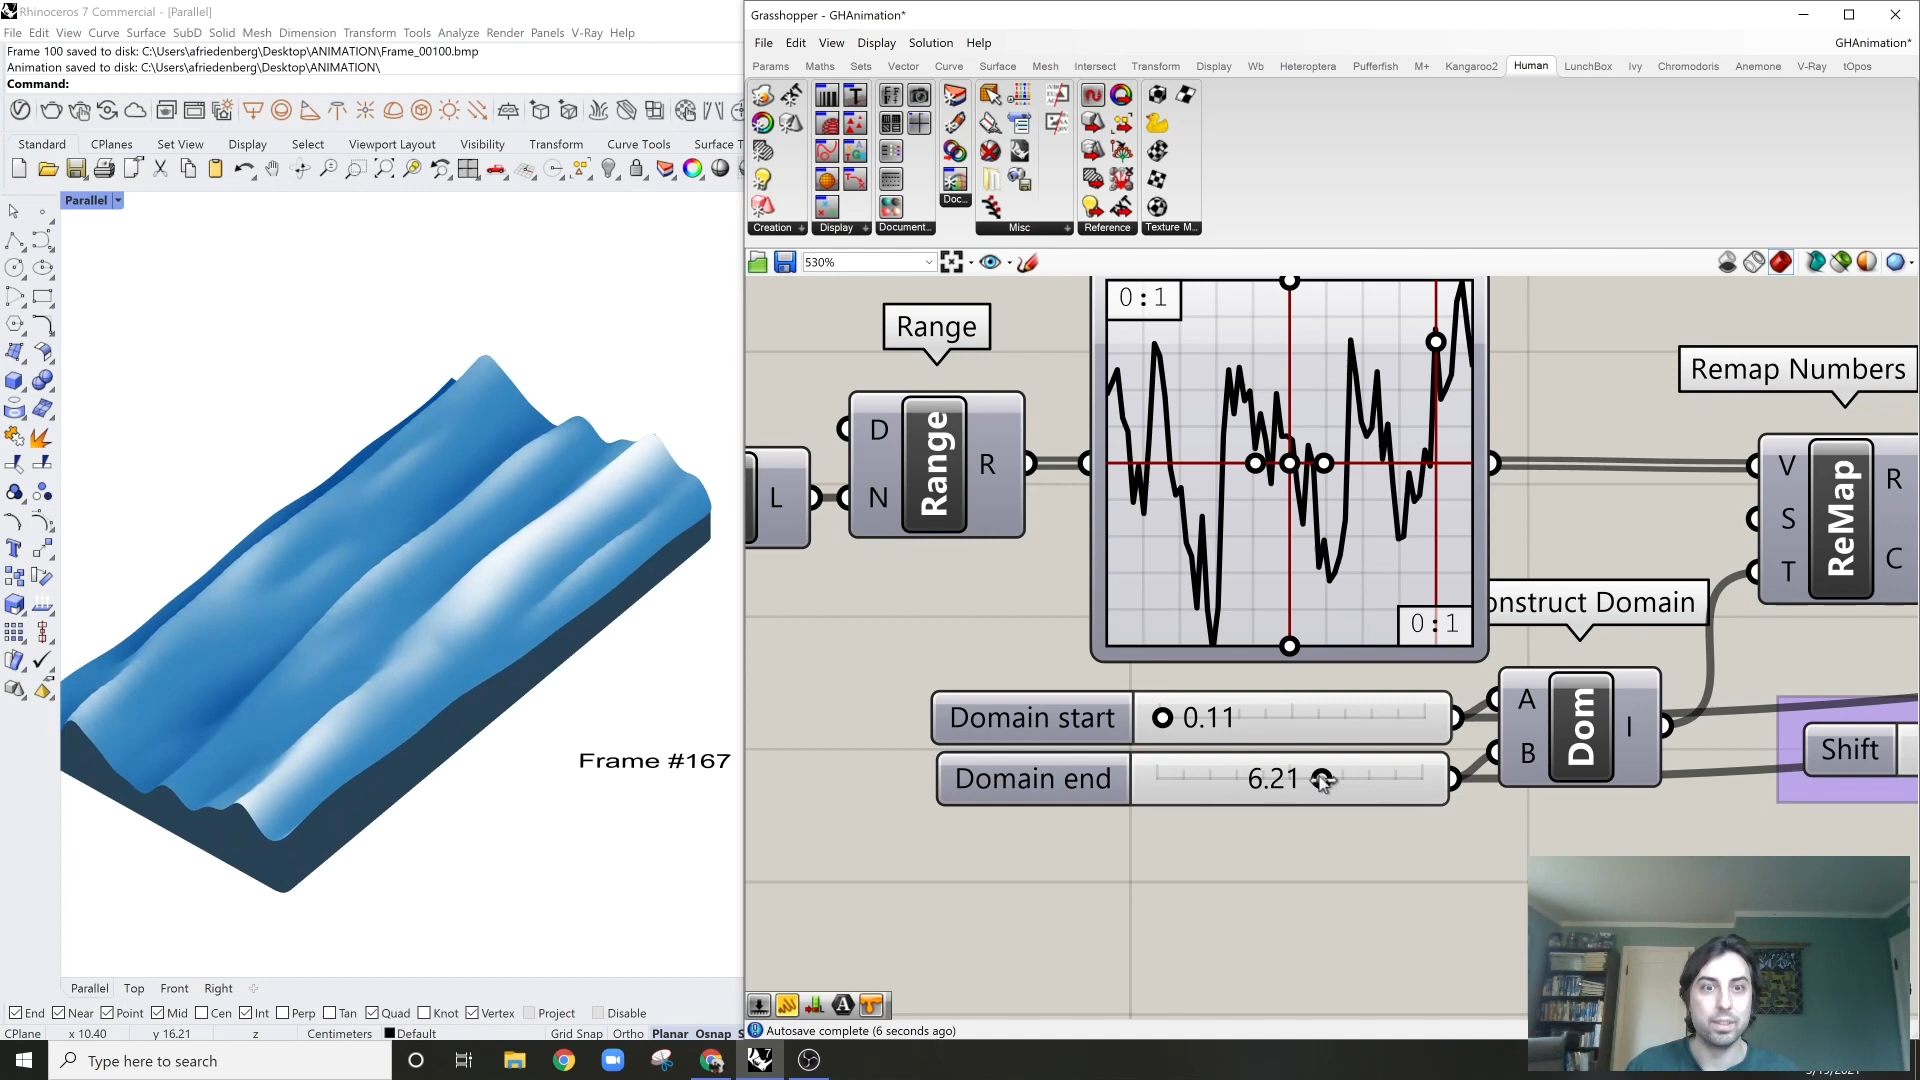 Rhinoceros 7 Commercial - [Parallel]
File Edit View Curve Surface SubD Solid Mesh Dimension Transform Tools Analyze Render Panels V-Ray Help
Frame 100 saved to disk: C:\Users\afriedenberg\Desktop\ANIMATION\Frame_00100.bmp
Animation saved to disk: C:\Users\afriedenberg\Desktop\ANIMATION\
Command:
Standard CPlanes Set View Display Select Viewport Layout Visibility Transform Curve Tools Surface T
Parallel
Frame #167
Parallel Top Front Right
End Near Point Mid Cen Int Perp Tan Quad Knot Vertex Project Disable
CPlane x 10.40 y 16.21 z Centimeters Default Grid Snap Ortho Planar Osnap S
Grasshopper - GHAnimation*
File Edit View Display Solution Help
GHAnimation*
Params Maths Sets Vector Curve Surface Mesh Intersect Transform Display Wb Heteroptera Pufferfish M+ Kangaroo2 Human LunchBox Ivy Chromodoris Anemone V-Ray tOpos
Doc...
Creation Display Document... Misc Reference Texture M...
530%
0:1
Range
Remap Numbers
D
N
Range
R
L
V
S
T
ReMap
R
C
0:1
onstruct Domain
Domain start 0.11
Domain end 6.21
A
B
Dom
I
Shift
Autosave complete (6 seconds ago)
Type here to search